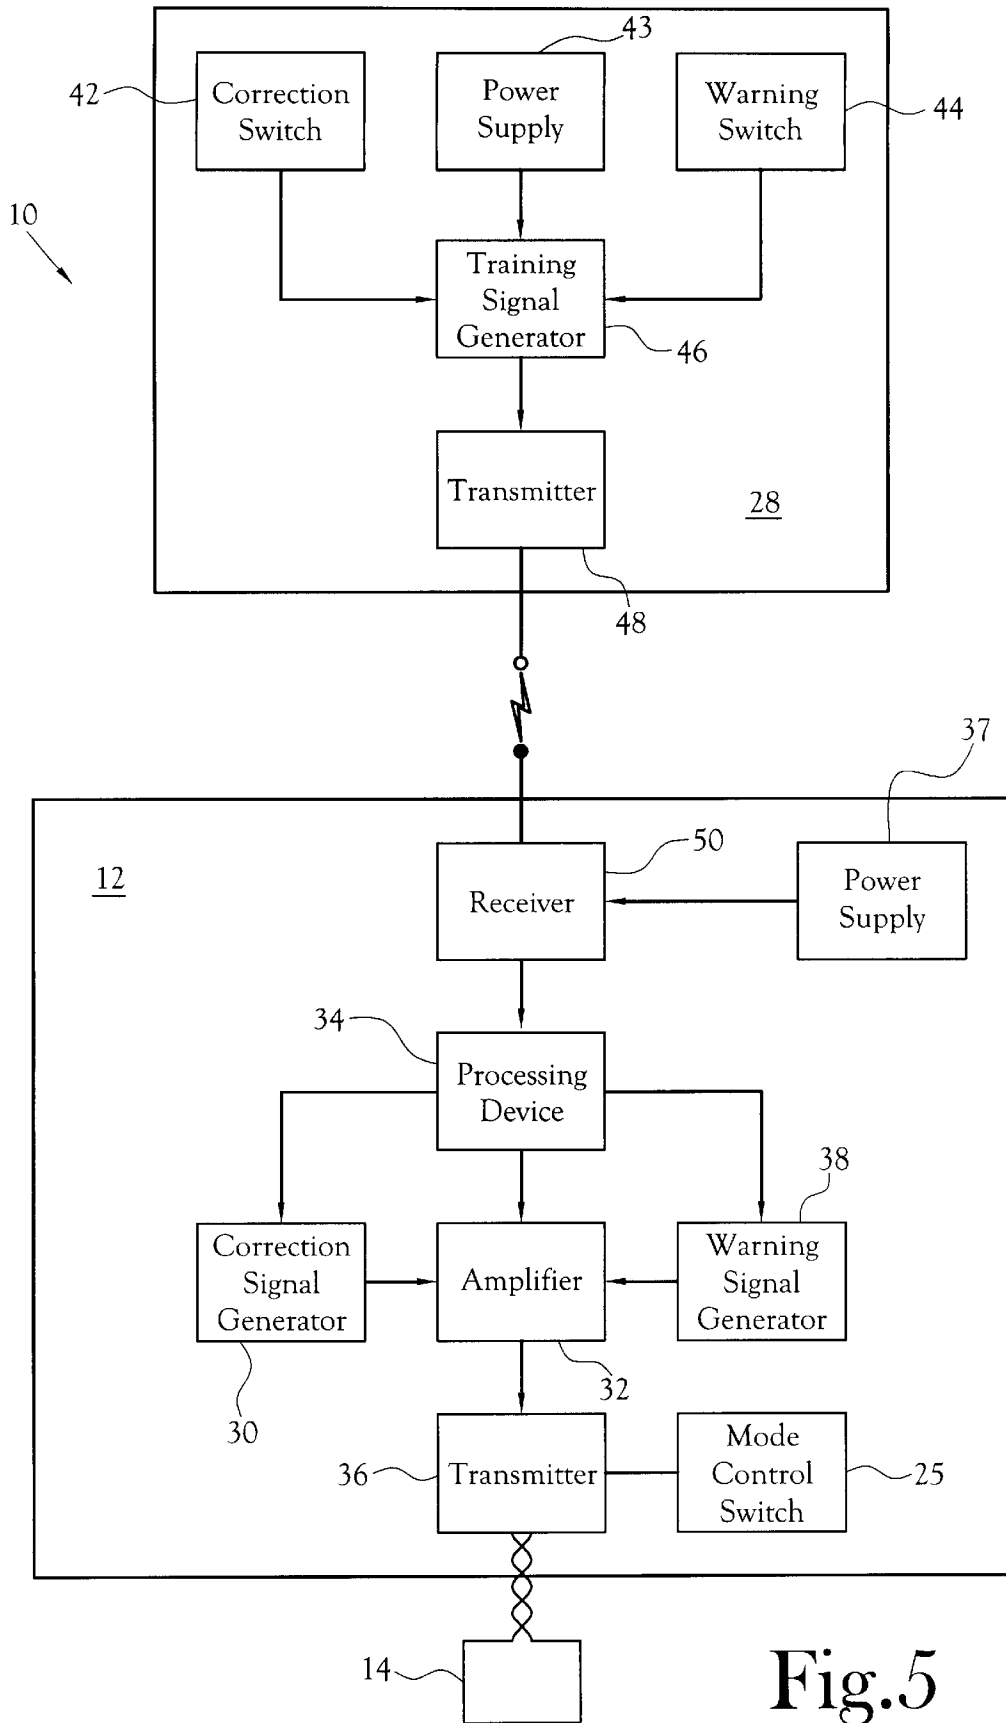 43
42
Correction
Switch
Power
Supply
Warning
Switch
44
10
Training
Signal
Generator
46
Transmitter
28
48
37
12
50
Receiver
Power
Supply
34
Processing
Device
38
Correction
Signal
Generator
Amplifier
Warning
Signal
Generator
30
32
36
Transmitter
Mode
Control
Switch
25
14
Fig.5